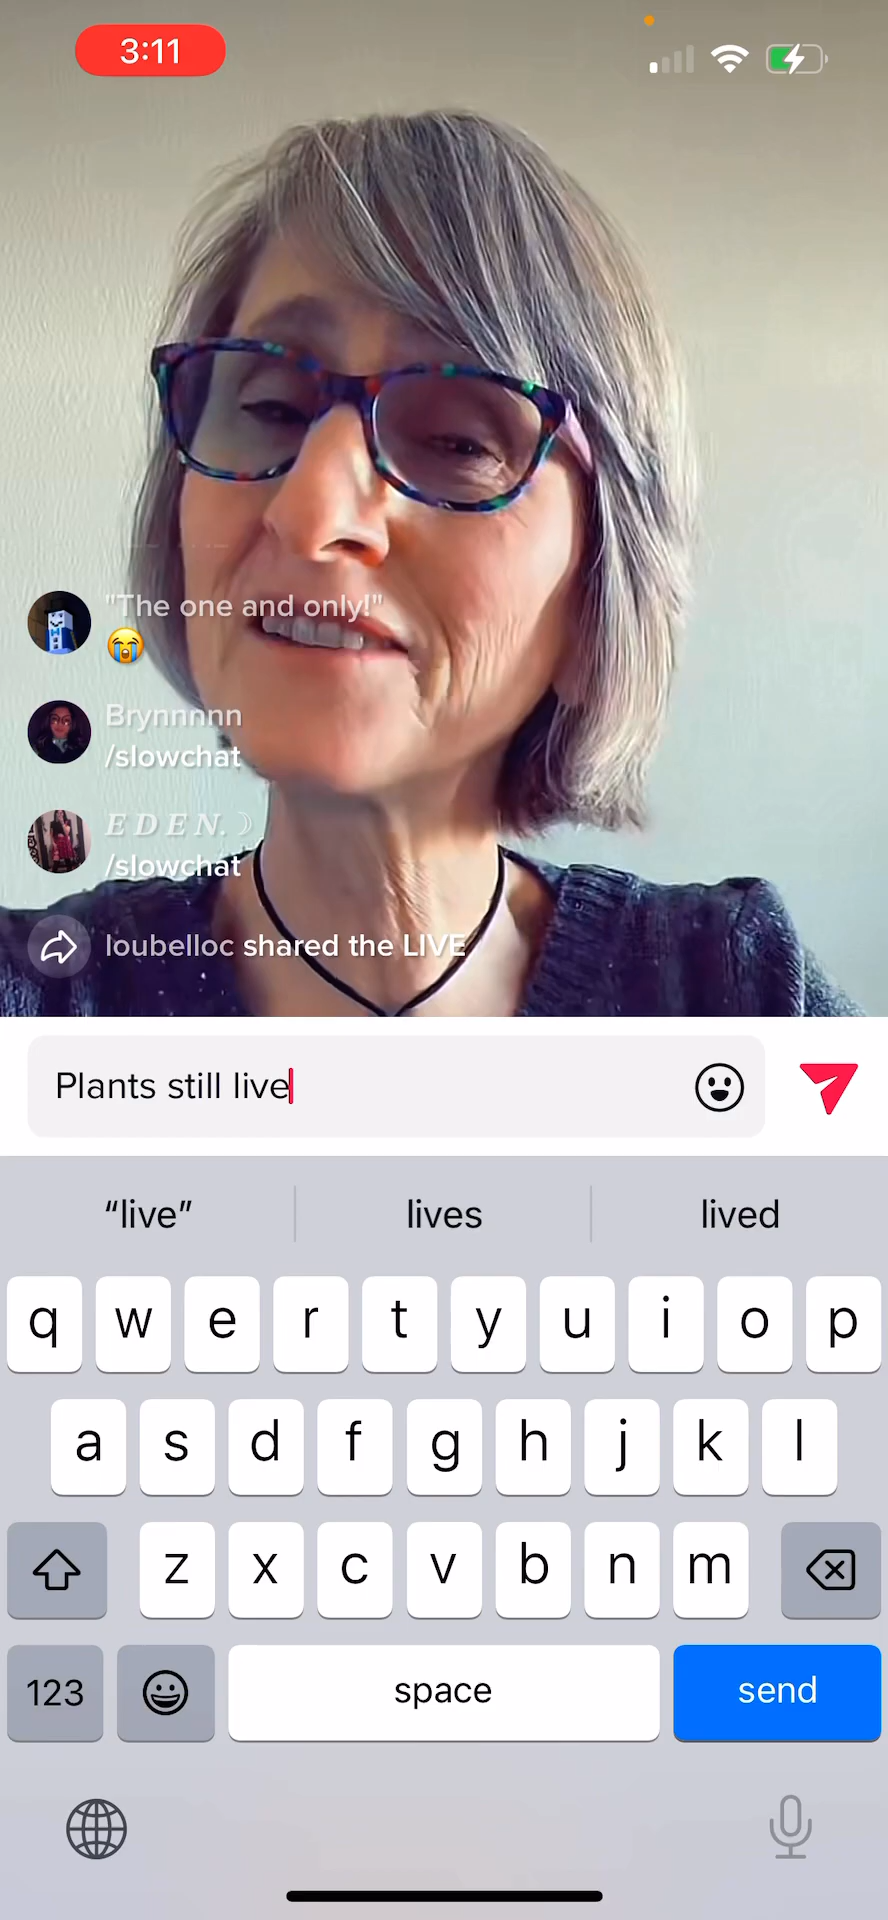 3:11
"The one and only!"
😭
Brynnnnn
/slowchat
E D E N.☽
/slowchat
loubelloc shared the LIVE
Plants still live
“live” lives lived
q w e r t y u i o p
a s d f g h j k l
z x c v b n m
123 space send